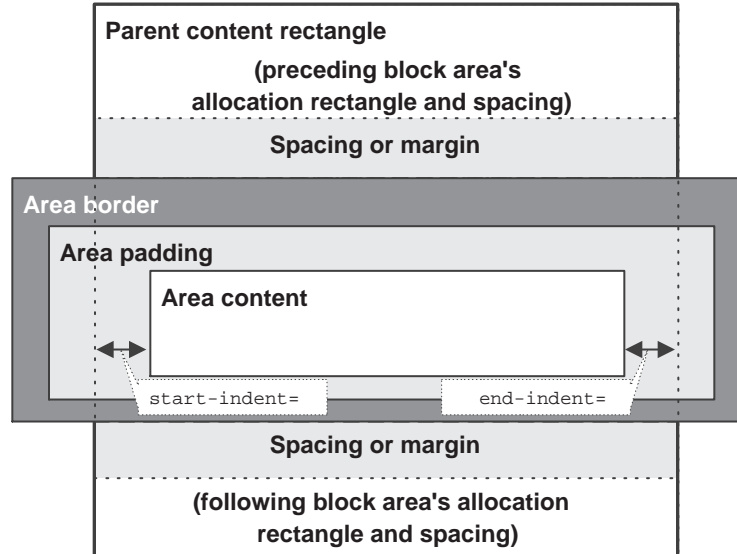 Parent content rectangle
(preceding block area's
allocation rectangle and spacing)
Spacing or margin
Area border
Area padding
Area content
start-indent=
end-indent=
Spacing or margin
(following block area's allocation
rectangle and spacing)